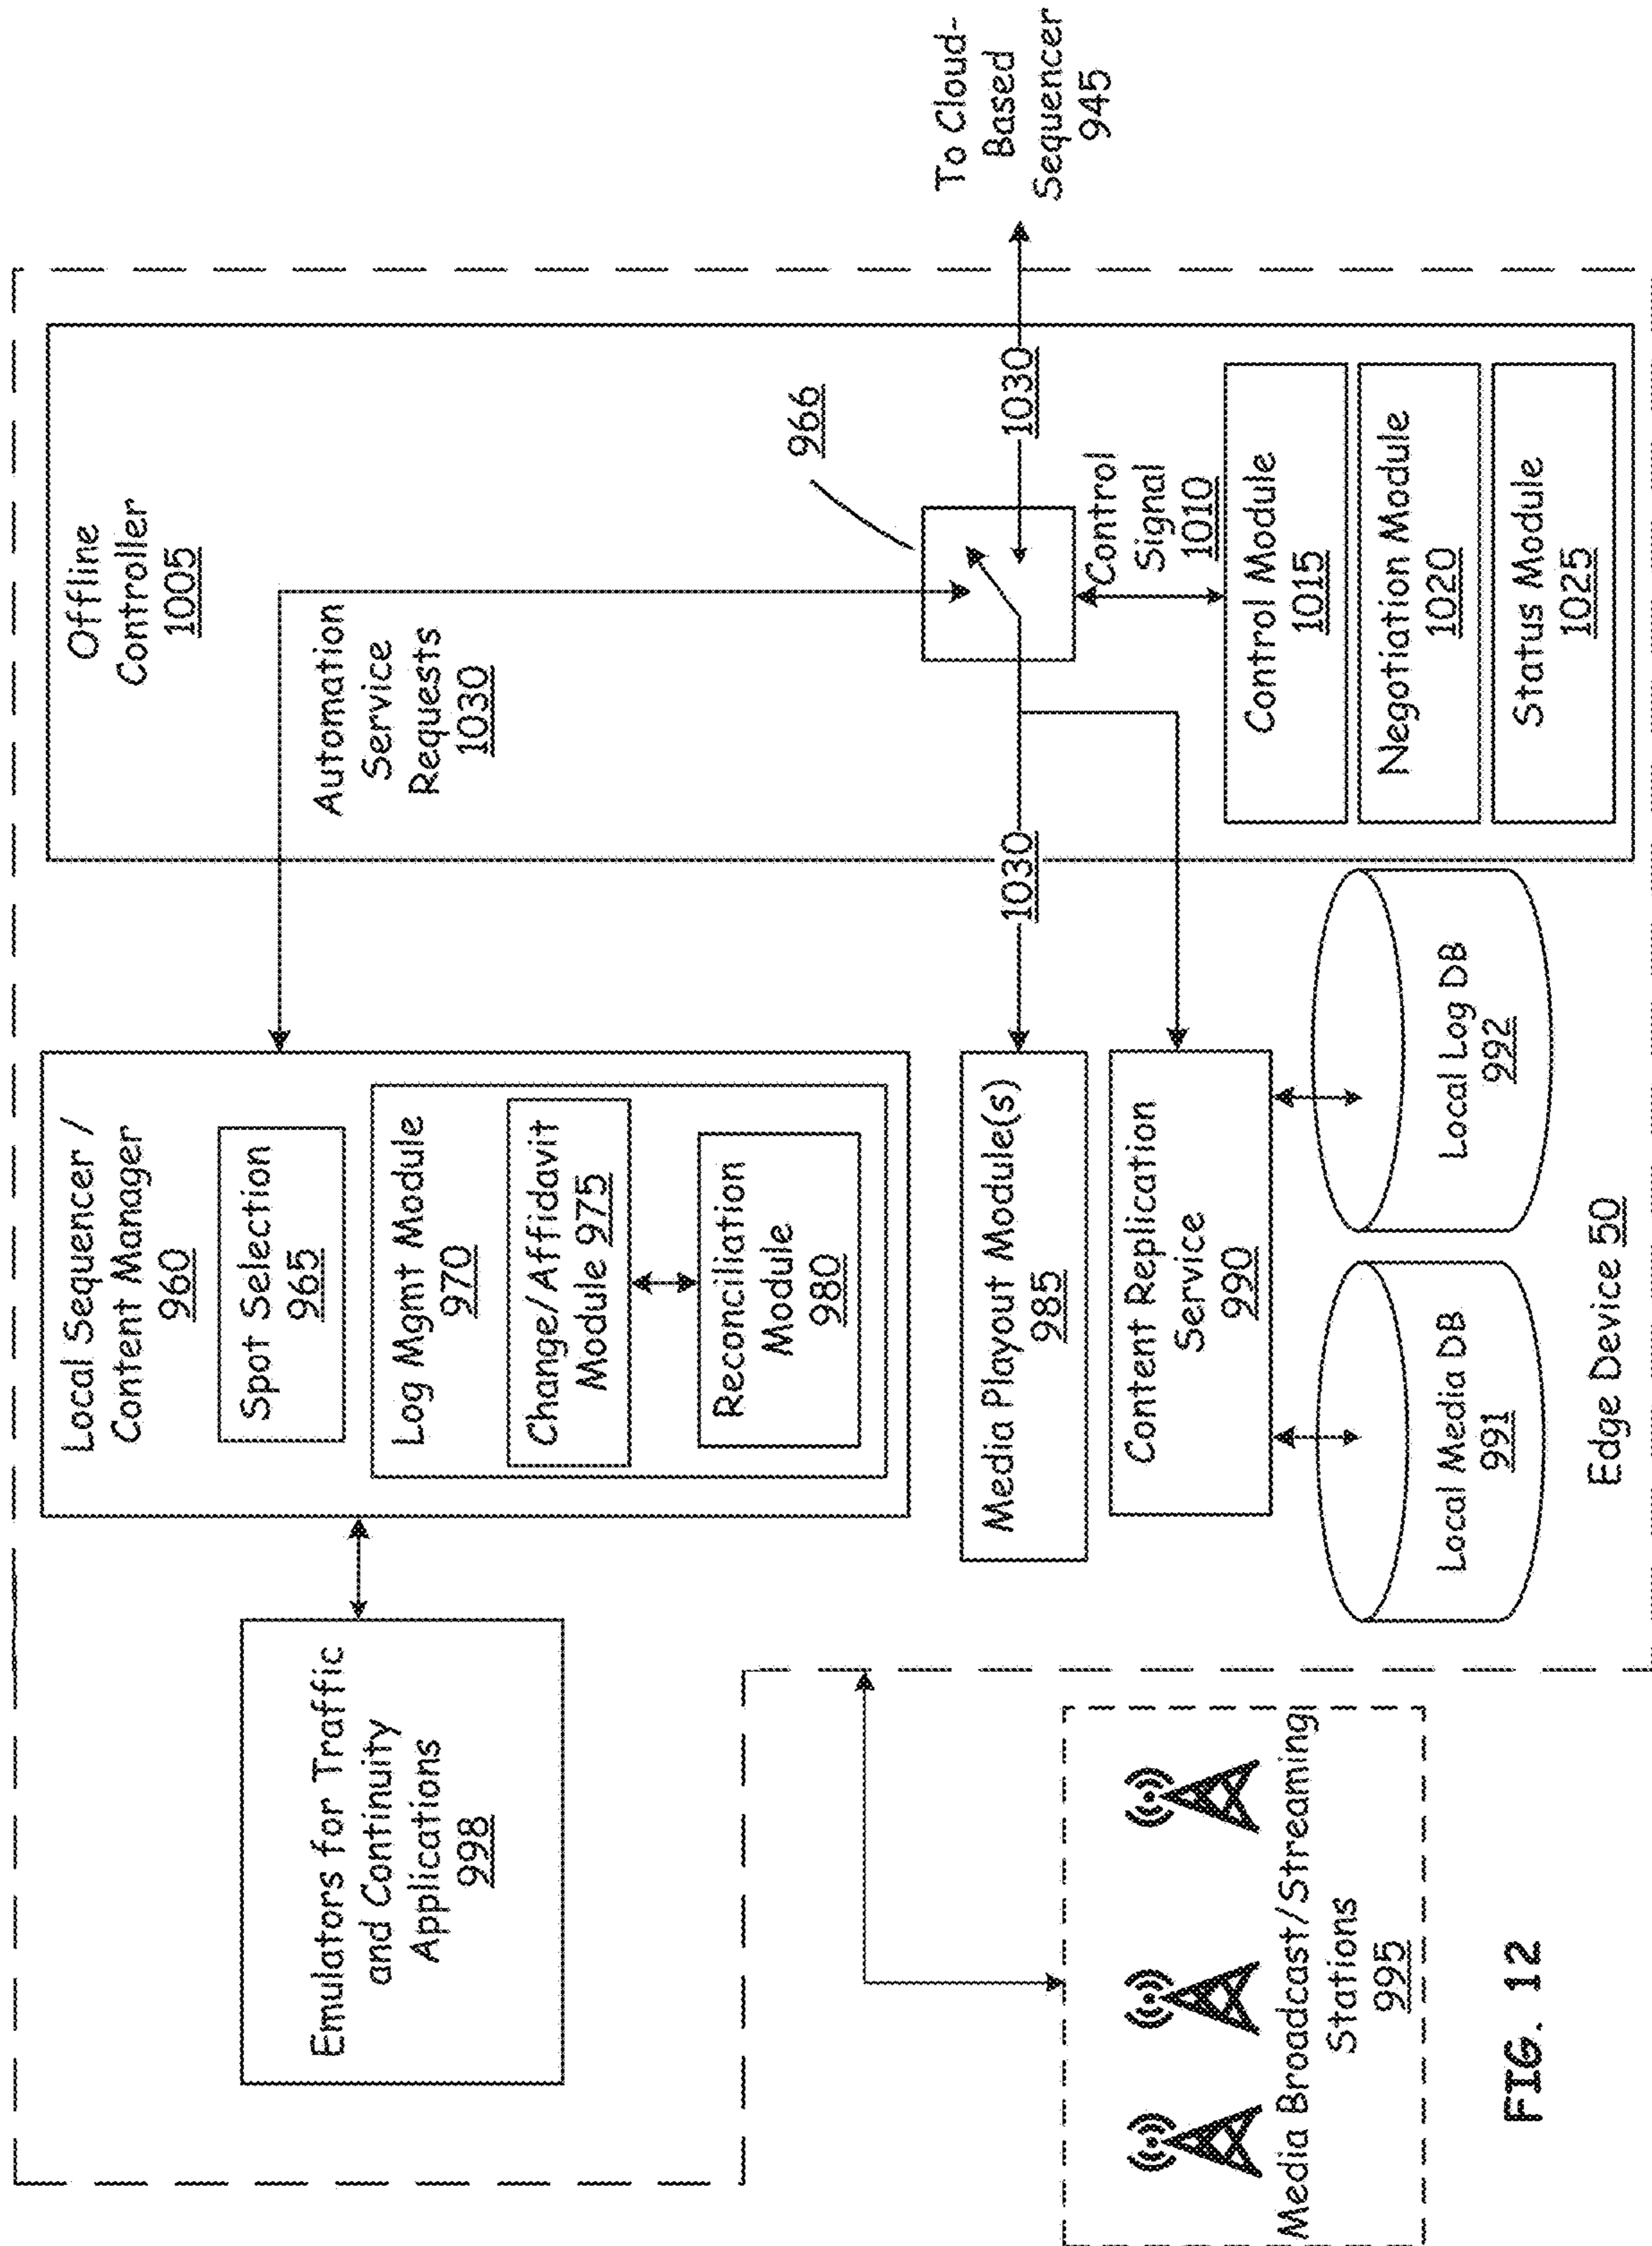 Emulators for Traffic
and Continuity
Applications
998
Local Sequencer /
Content Manager
960
Spot Selection
965
Log Mgmt Module
970
Change/Affidavit
Module 975
Reconciliation
Module
980
Offline
Controller
1005
Automation
Service
Requests
1030
966
1030
1030
To Cloud-
Based
Sequencer
945
Control
Signal
1010
Control Module
1015
Negotiation Module
1020
Status Module
1025
Media Playout Module(s)
985
Content Replication
Service
990
Local Media DB
991
Local Log DB
992
Edge Device 50
Media Broadcast/Streaming
Stations
995
FIG. 12